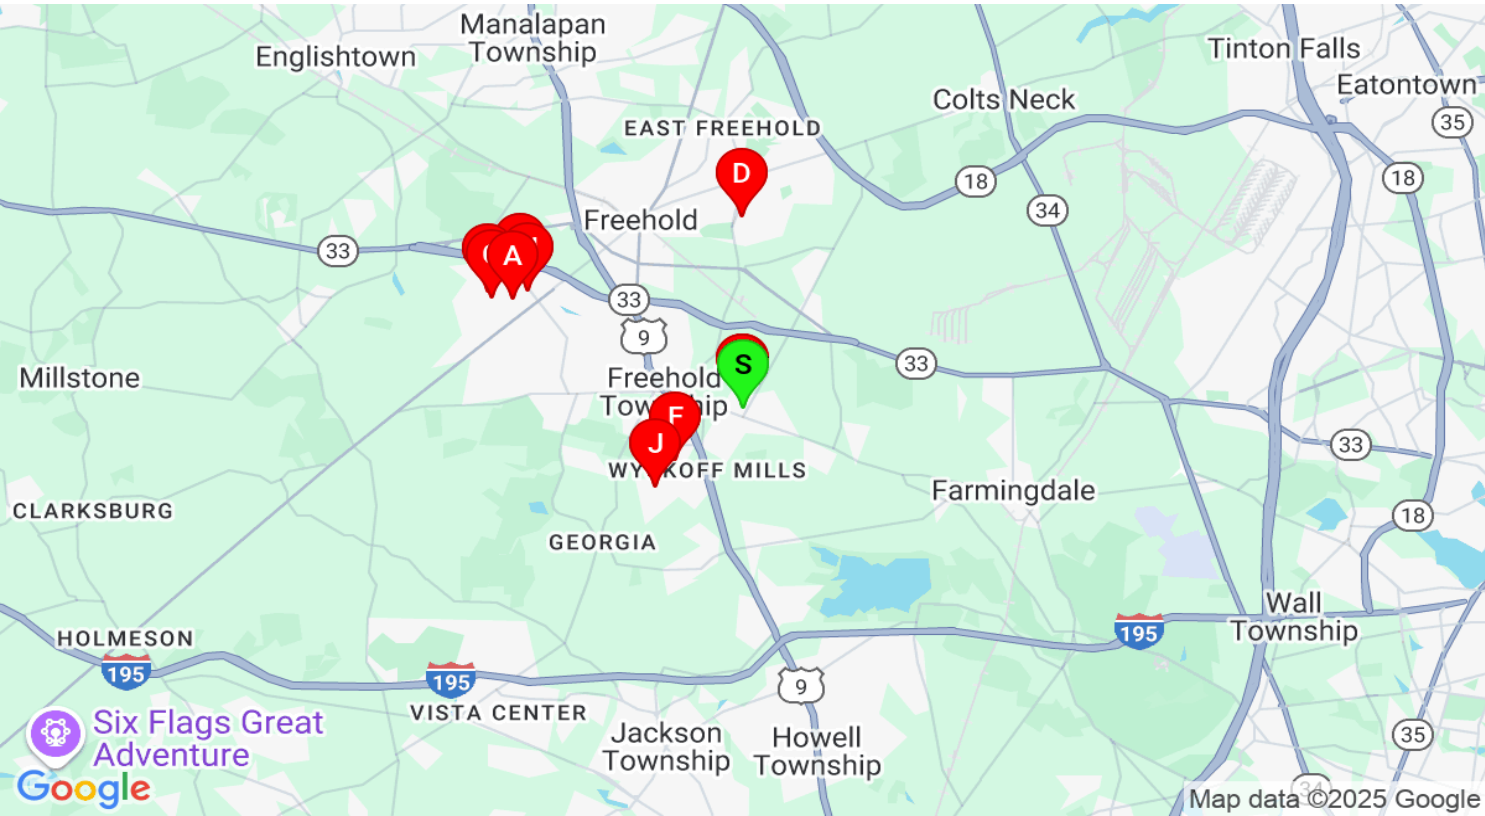 Manalapan
Township
Englishtown
Tinton Falls
Eatontown
Colts Neck
35
EAST FREEHOLD
D
18
18
34
Freehold
33
A
33
9
S
33
Millstone
Freehold
Township
F
J
33
WYCKOFF MILLS
Farmingdale
CLARKSBURG
18
GEORGIA
Wall
Township
HOLMESON
195
195
195
9
VISTA CENTER
Six Flags Great
Adventure
Jackson
Township
Howell
Township
35
Google
34
Map data ©2025 Google